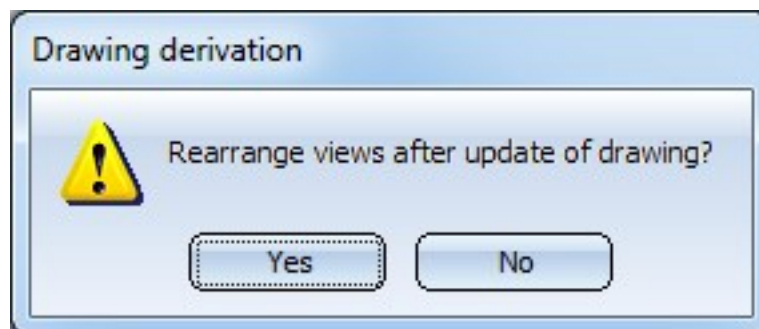 Drawing derivation
Rearrange views after update of drawing?
Yes No